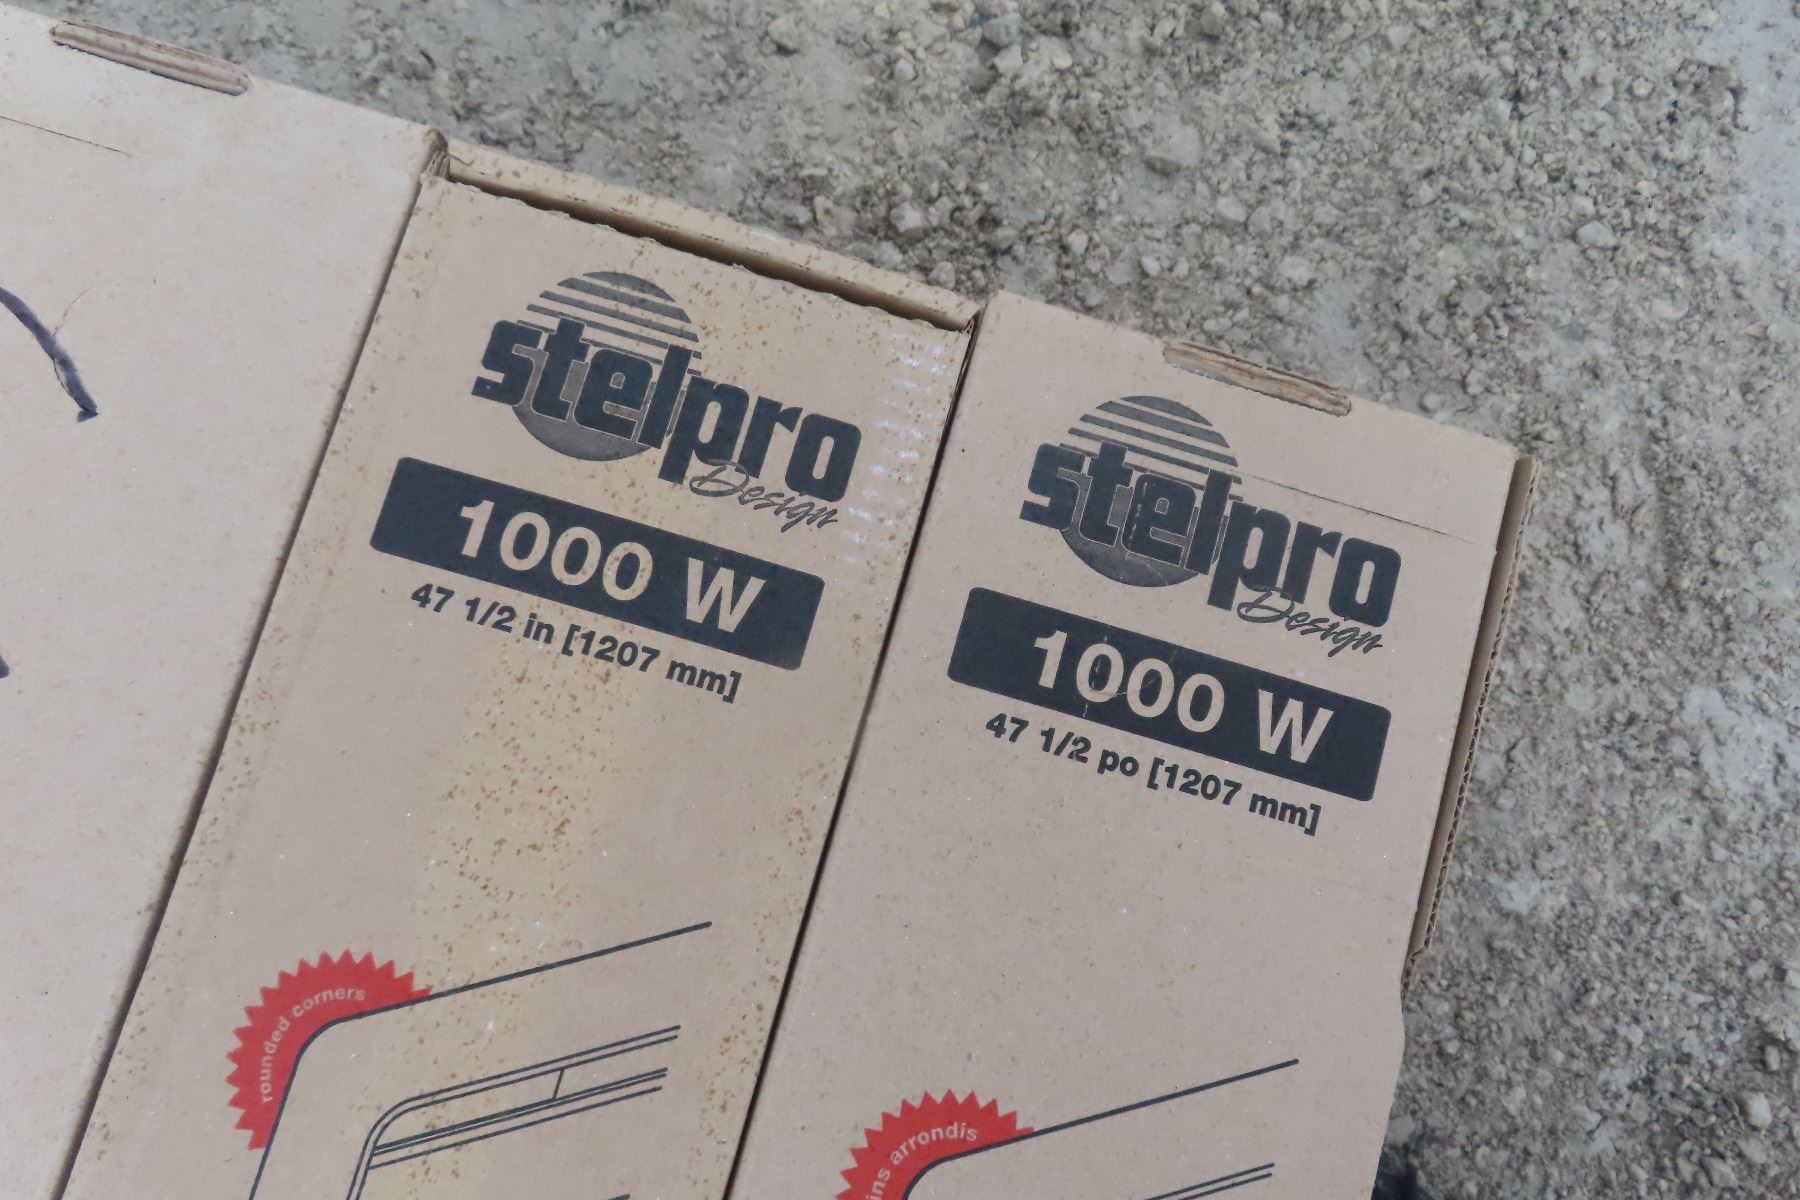 stelpro
Design
1000 W
47 1/2 in [1207 mm]
rounded corners
stelpro
Design
1000 W
47 1/2 po [1207 mm]
arrondis